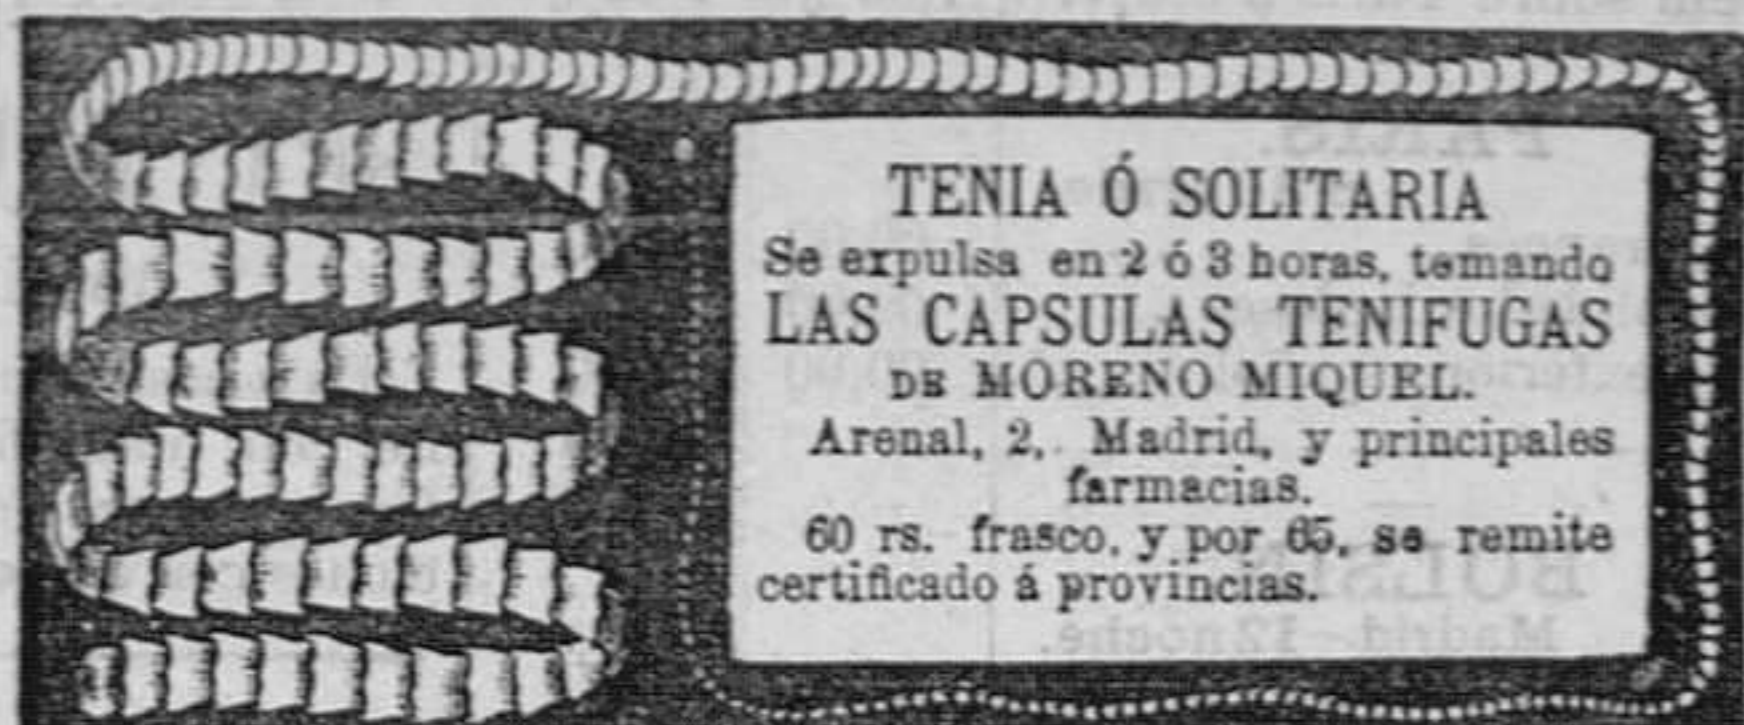 TENIA Ó SOLITARIA
Se expulsa en 2 ó 3 horas, temando
LAS CAPSULAS TENIFUGAS
DE MORENO MIQUEL.
Arenal, 2, Madrid, y principales
farmacias.
60 rs. frasco, y por 65, se remite
certificado á provincias.